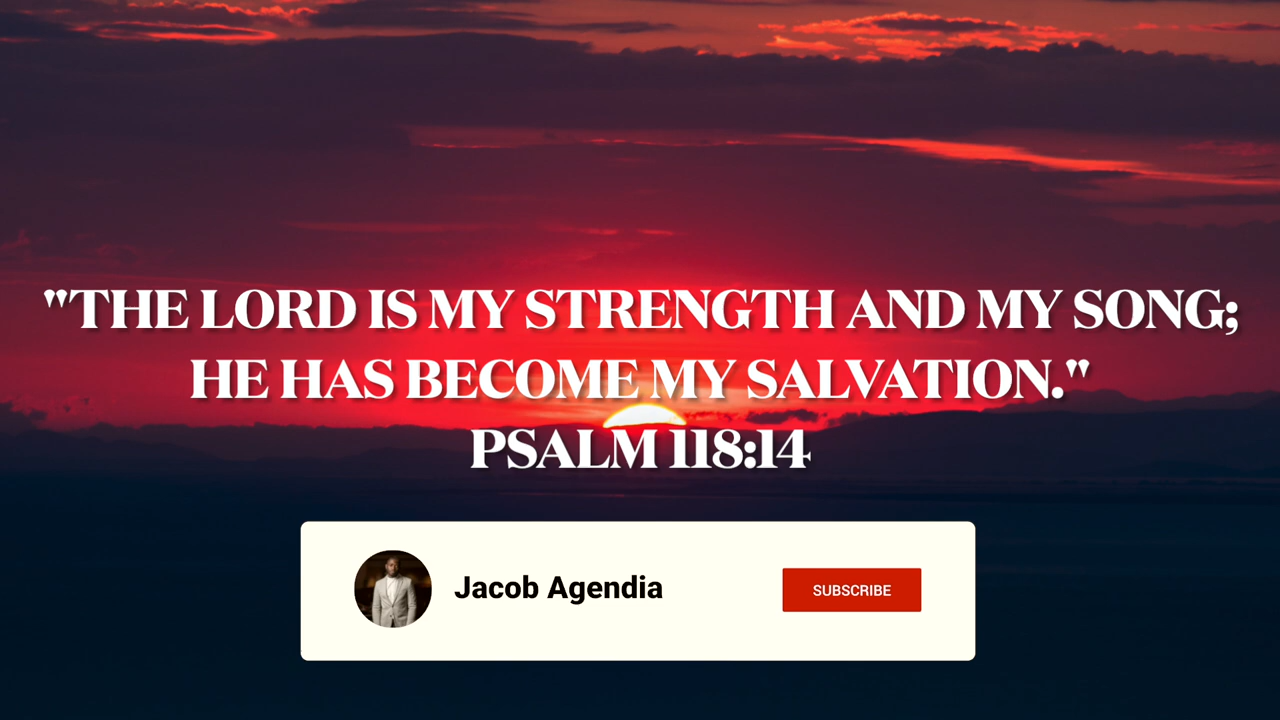 "THE LORD IS MY STRENGTH AND MY SONG;
HE HAS BECOME MY SALVATION."
PSALM 118:14
Jacob Agendia
SUBSCRIBE